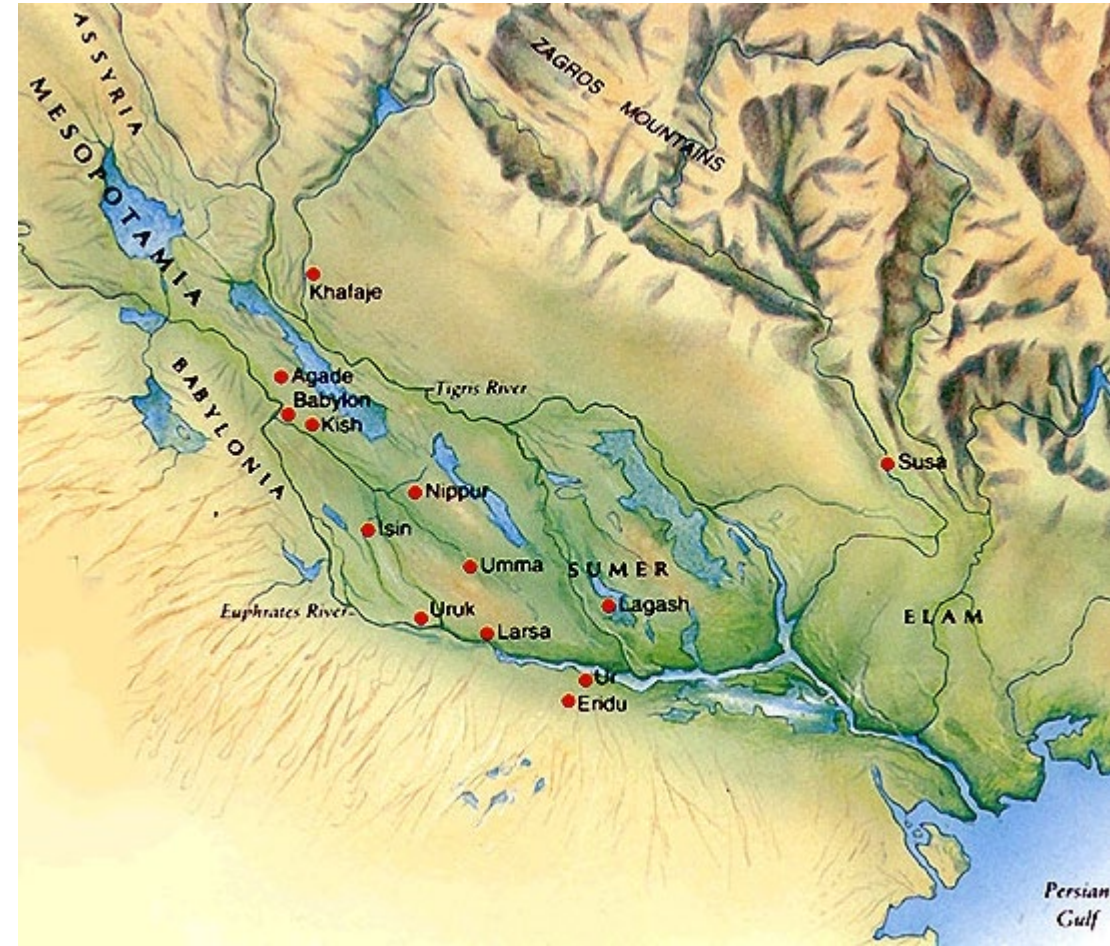 ASSYRIA
MESOPOTAMIA
ZAGROS MOUNTAINS
Khafaje
Agade
Babylon
Kish
Tigris River
BABYLONIA
Susa
Nippur
Isin
Umma
SUMER
Lagash
Euphrates River
Uruk
Larsa
ELAM
Ur
Eridu
Persian
Gulf